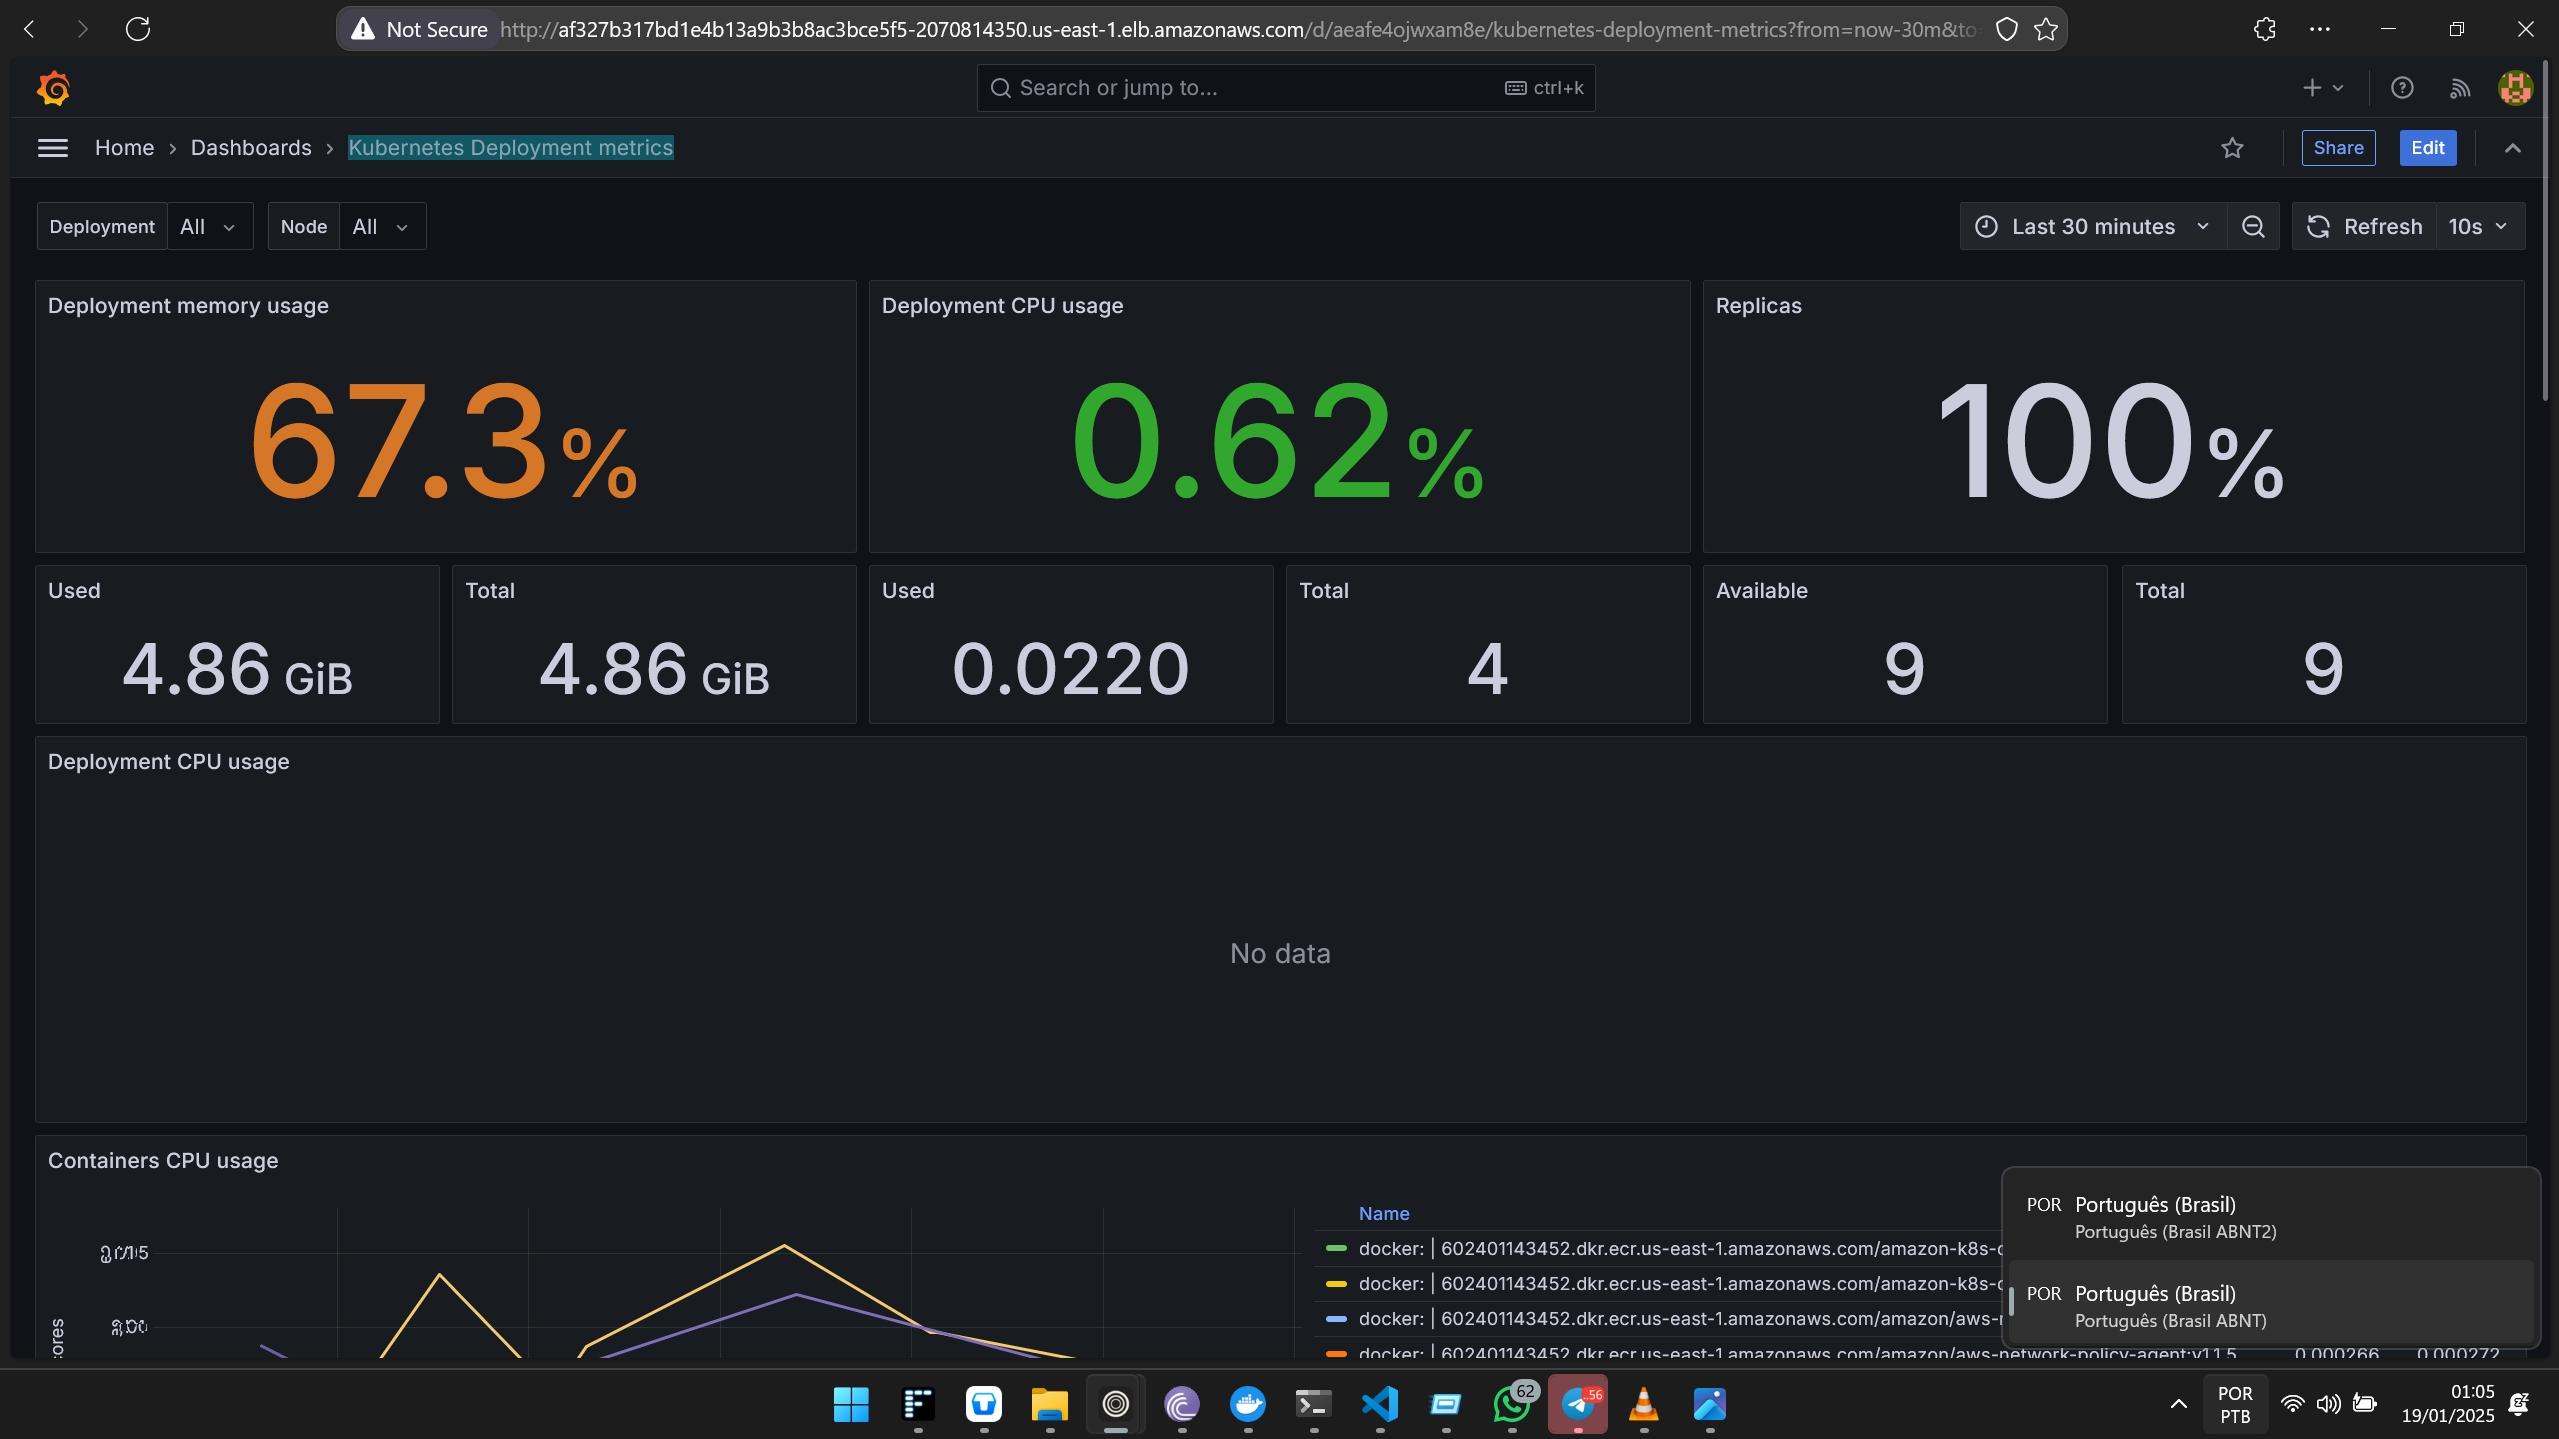 Not Secure http://af327b317bd1e4b13a9b3b8ac3bce5f5-2070814350.us-east-1.elb.amazonaws.com/d/aeafe4ojwxam8e/kubernetes-deployment-metrics?from=now-30m&to
Search or jump to... ctrl+k
Home › Dashboards › Kubernetes Deployment metrics
Share Edit
Deployment All Node All
Last 30 minutes Refresh 10s
Deployment memory usage
67.3%
Deployment CPU usage
0.62%
Replicas
100%
Used
4.86 GiB
Total
4.86 GiB
Used
0.0220
Total
4
Available
9
Total
9
Deployment CPU usage
No data
Containers CPU usage
Name
docker: | 602401143452.dkr.ecr.us-east-1.amazonaws.com/amazon-k8s-c
docker: | 602401143452.dkr.ecr.us-east-1.amazonaws.com/amazon-k8s-c
docker: | 602401143452.dkr.ecr.us-east-1.amazonaws.com/amazon/aws-
docker: | 602401143452.dkr.ecr.us-east-1.amazonaws.com/amazon/aws-network-policy-agent:v1.1.5 0.000266 0.000272
POR Português (Brasil)
Português (Brasil ABNT2)
POR Português (Brasil)
Português (Brasil ABNT)
62
..56
POR
PTB
01:05
19/01/2025